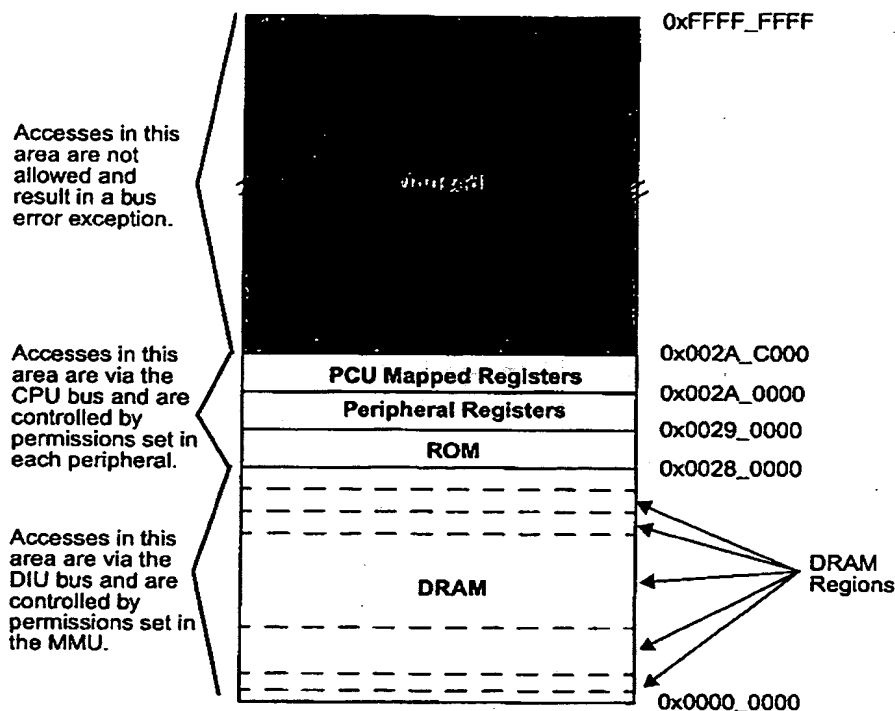 0xFFFF_FFFF
Accesses in this
area are not
allowed and
result in a bus
error exception.
0x002A_C000
Accesses in this
area are via the
CPU bus and are
controlled by
permissions set in
each peripheral.
PCU Mapped Registers
0x002A_0000
Peripheral Registers
0x0029_0000
ROM
0x0028_0000
Accesses in this
area are via the
DIU bus and are
controlled by
permissions set in
the MMU.
DRAM
DRAM
Regions
0x0000_0000